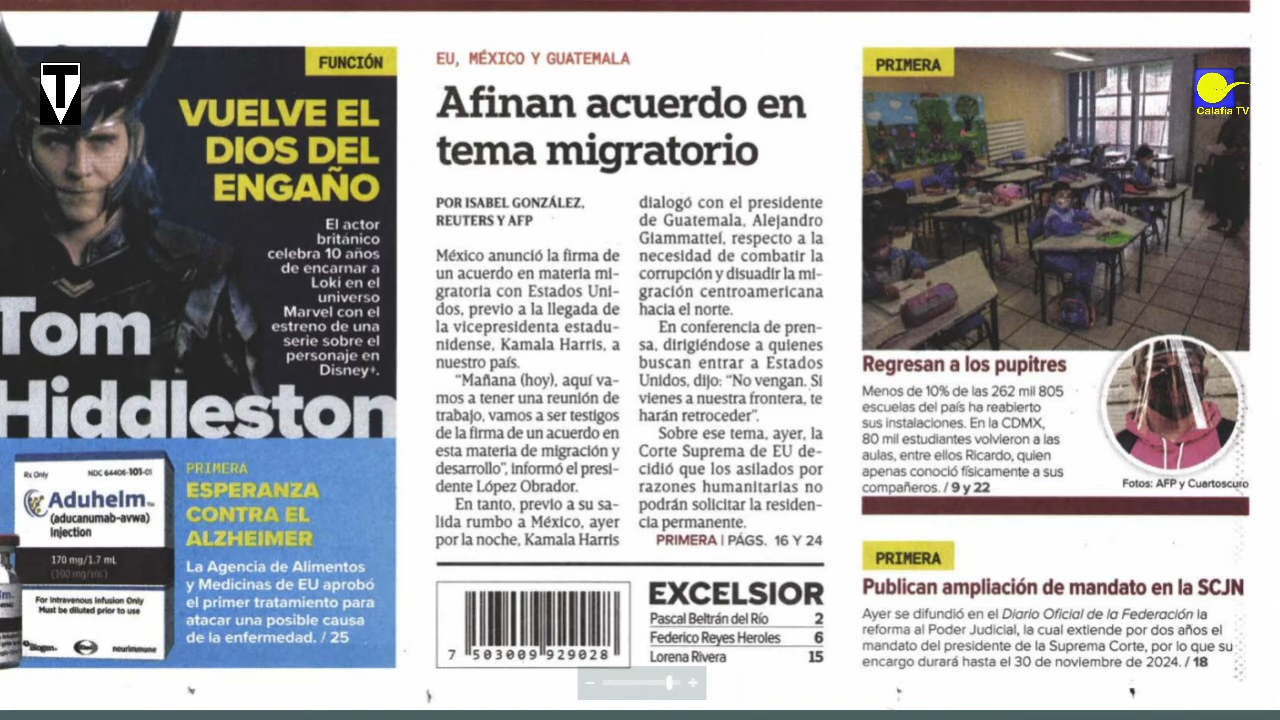 FUNCIÓN
VUELVE EL
DIOS DEL
ENGAÑO
El actor
británico
celebra 10 años
de encarnar a
Loki en el
universo
Marvel con el
estreno de una
serie sobre el
personaje en
Disney+.
Tom
Hiddleston
Rx Only
NDC 64406-101-01
Aduhelm™
(aducanumab-avwa)
Injection
170 mg/1.7 mL
(100 mg/mL)
For Intravenous Infusion Only
Must be diluted prior to use
Biogen.
Eisai
neurimmune
PRIMERA
ESPERANZA
CONTRA EL
ALZHEIMER
La Agencia de Alimentos
y Medicinas de EU aprobó
el primer tratamiento para
atacar una posible causa
de la enfermedad. / 25
EU, MÉXICO Y GUATEMALA
Afinan acuerdo en
tema migratorio
POR ISABEL GONZÁLEZ,
REUTERS Y AFP
México anunció la firma de
un acuerdo en materia mi-
gratoria con Estados Uni-
dos, previo a la llegada de
la vicepresidenta estadu-
nidense, Kamala Harris, a
nuestro país.
"Mañana (hoy), aquí va-
mos a tener una reunión de
trabajo, vamos a ser testigos
de la firma de un acuerdo en
esta materia de migración y
desarrollo", informó el presi-
dente López Obrador.
En tanto, previo a su sa-
lida rumbo a México, ayer
por la noche, Kamala Harris
dialogó con el presidente
de Guatemala, Alejandro
Giammattei, respecto a la
necesidad de combatir la
corrupción y disuadir la mi-
gración centroamericana
hacia el norte.
En conferencia de pren-
sa, dirigiéndose a quienes
buscan entrar a Estados
Unidos, dijo: "No vengan. Si
vienes a nuestra frontera, te
harán retroceder".
Sobre ese tema, ayer, la
Corte Suprema de EU de-
cidió que los asilados por
razones humanitarias no
podrán solicitar la residen-
cia permanente.
PRIMERA | PÁGS. 16 Y 24
7 503009 929028
EXCELSIOR
Pascal Beltrán del Río 2
Federico Reyes Heroles 6
Lorena Rivera 15
PRIMERA
Calafia TV
Regresan a los pupitres
Menos de 10% de las 262 mil 805
escuelas del país ha reabierto
sus instalaciones. En la CDMX,
80 mil estudiantes volvieron a las
aulas, entre ellos Ricardo, quien
apenas conoció físicamente a sus
compañeros. / 9 y 22
Fotos: AFP y Cuartoscuro
PRIMERA
Publican ampliación de mandato en la SCJN
Ayer se difundió en el Diario Oficial de la Federación la
reforma al Poder Judicial, la cual extiende por dos años el
mandato del presidente de la Suprema Corte, por lo que su
encargo durará hasta el 30 de noviembre de 2024. / 18